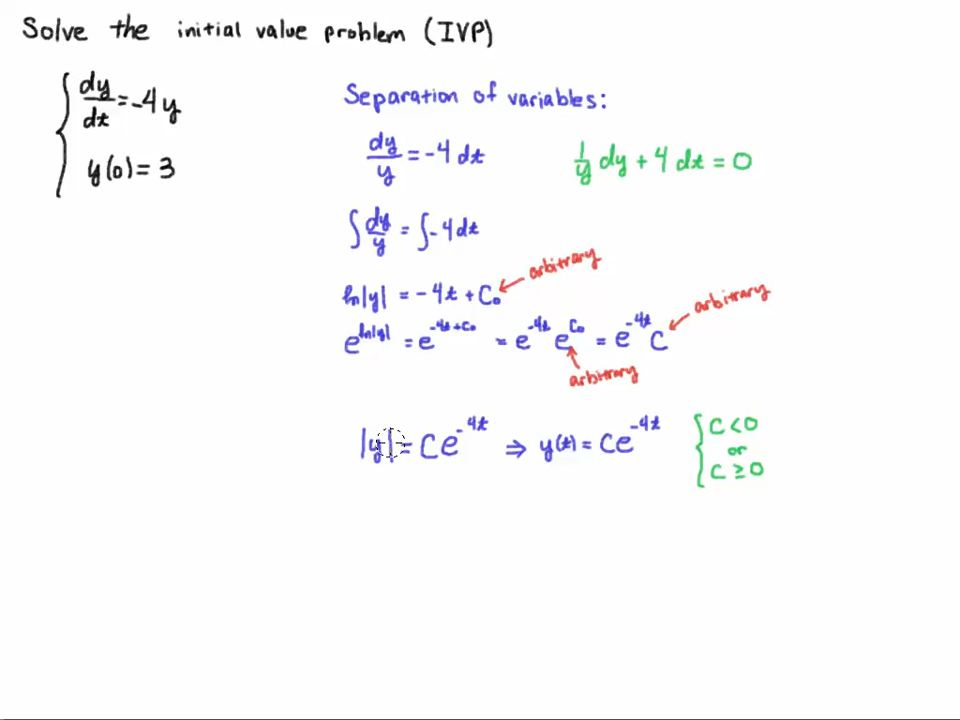 Solve the initial value problem (IVP)
dy/dt = -4y
y(0) = 3
Separation of variables:
dy/y = -4 dt
1/y dy + 4 dt = 0
∫ dy/y = ∫ -4 dt
ln|y| = -4t + C₀ ← arbitrary
e^(ln|y|) = e^(-4t+C₀) = e^(-4t) e^(C₀) = e^(-4t) C ← arbitrary
arbitrary
|y| = Ce^(-4t) ⇒ y(t) = Ce^(-4t)
C < 0
or
C ≥ 0